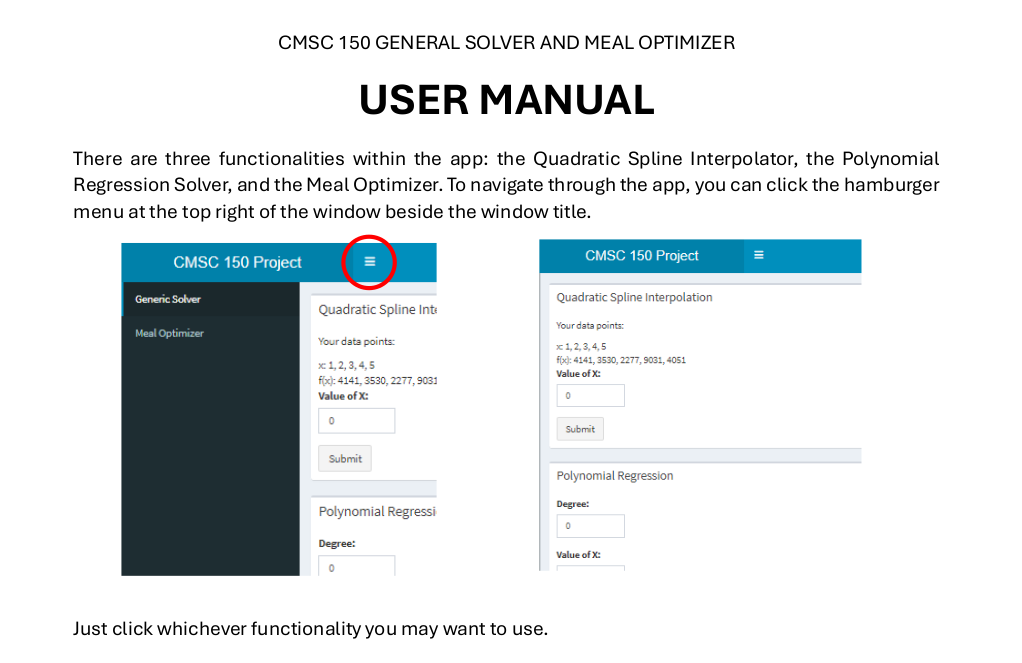 CMSC 150 GENERAL SOLVER AND MEAL OPTIMIZER
USER MANUAL
There are three functionalities within the app: the Quadratic Spline Interpolator, the Polynomial
Regression Solver, and the Meal Optimizer. To navigate through the app, you can click the hamburger
menu at the top right of the window beside the window title.
CMSC 150 Project
Generic Solver
Meal Optimizer
Quadratic Spline Inte
Your data points:
x: 1, 2, 3, 4, 5
f(x): 4141, 3530, 2277, 9031
Value of X:
0
Submit
Polynomial Regressi
Degree:
0
CMSC 150 Project
Quadratic Spline Interpolation
Your data points:
x: 1, 2, 3, 4, 5
f(x): 4141, 3530, 2277, 9031, 4051
Value of X:
0
Submit
Polynomial Regression
Degree:
0
Value of X:
Just click whichever functionality you may want to use.